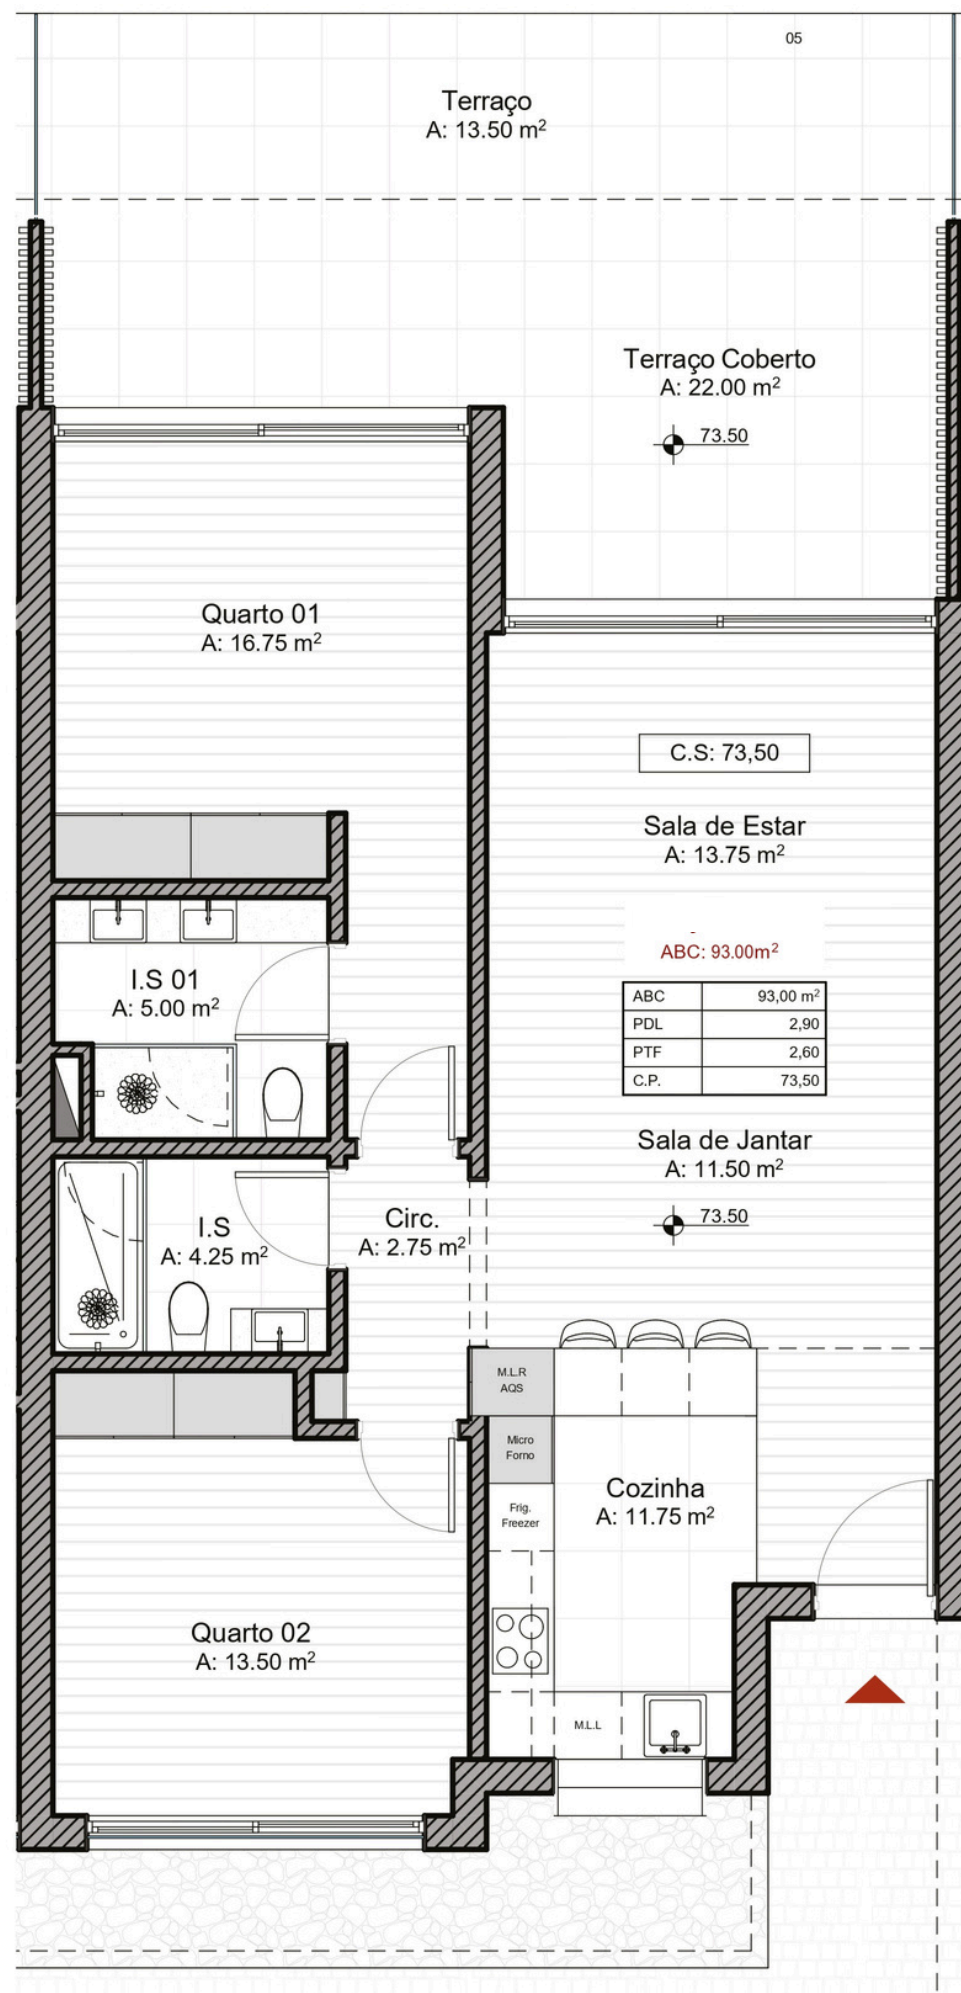 05
Terraço
A: 13.50 m²
Terraço Coberto
A: 22.00 m²
73.50
Quarto 01
A: 16.75 m²
C.S: 73,50
Sala de Estar
A: 13.75 m²
ABC: 93.00m²
I.S 01
A: 5.00 m²
ABC 93,00 m²
PDL 2,90
PTF 2,60
C.P. 73,50
Sala de Jantar
A: 11.50 m²
73.50
I.S
A: 4.25 m²
Circ.
A: 2.75 m²
M.L.R
AQS
Micro
Forno
Frig.
Freezer
Cozinha
A: 11.75 m²
Quarto 02
A: 13.50 m²
M.L.L